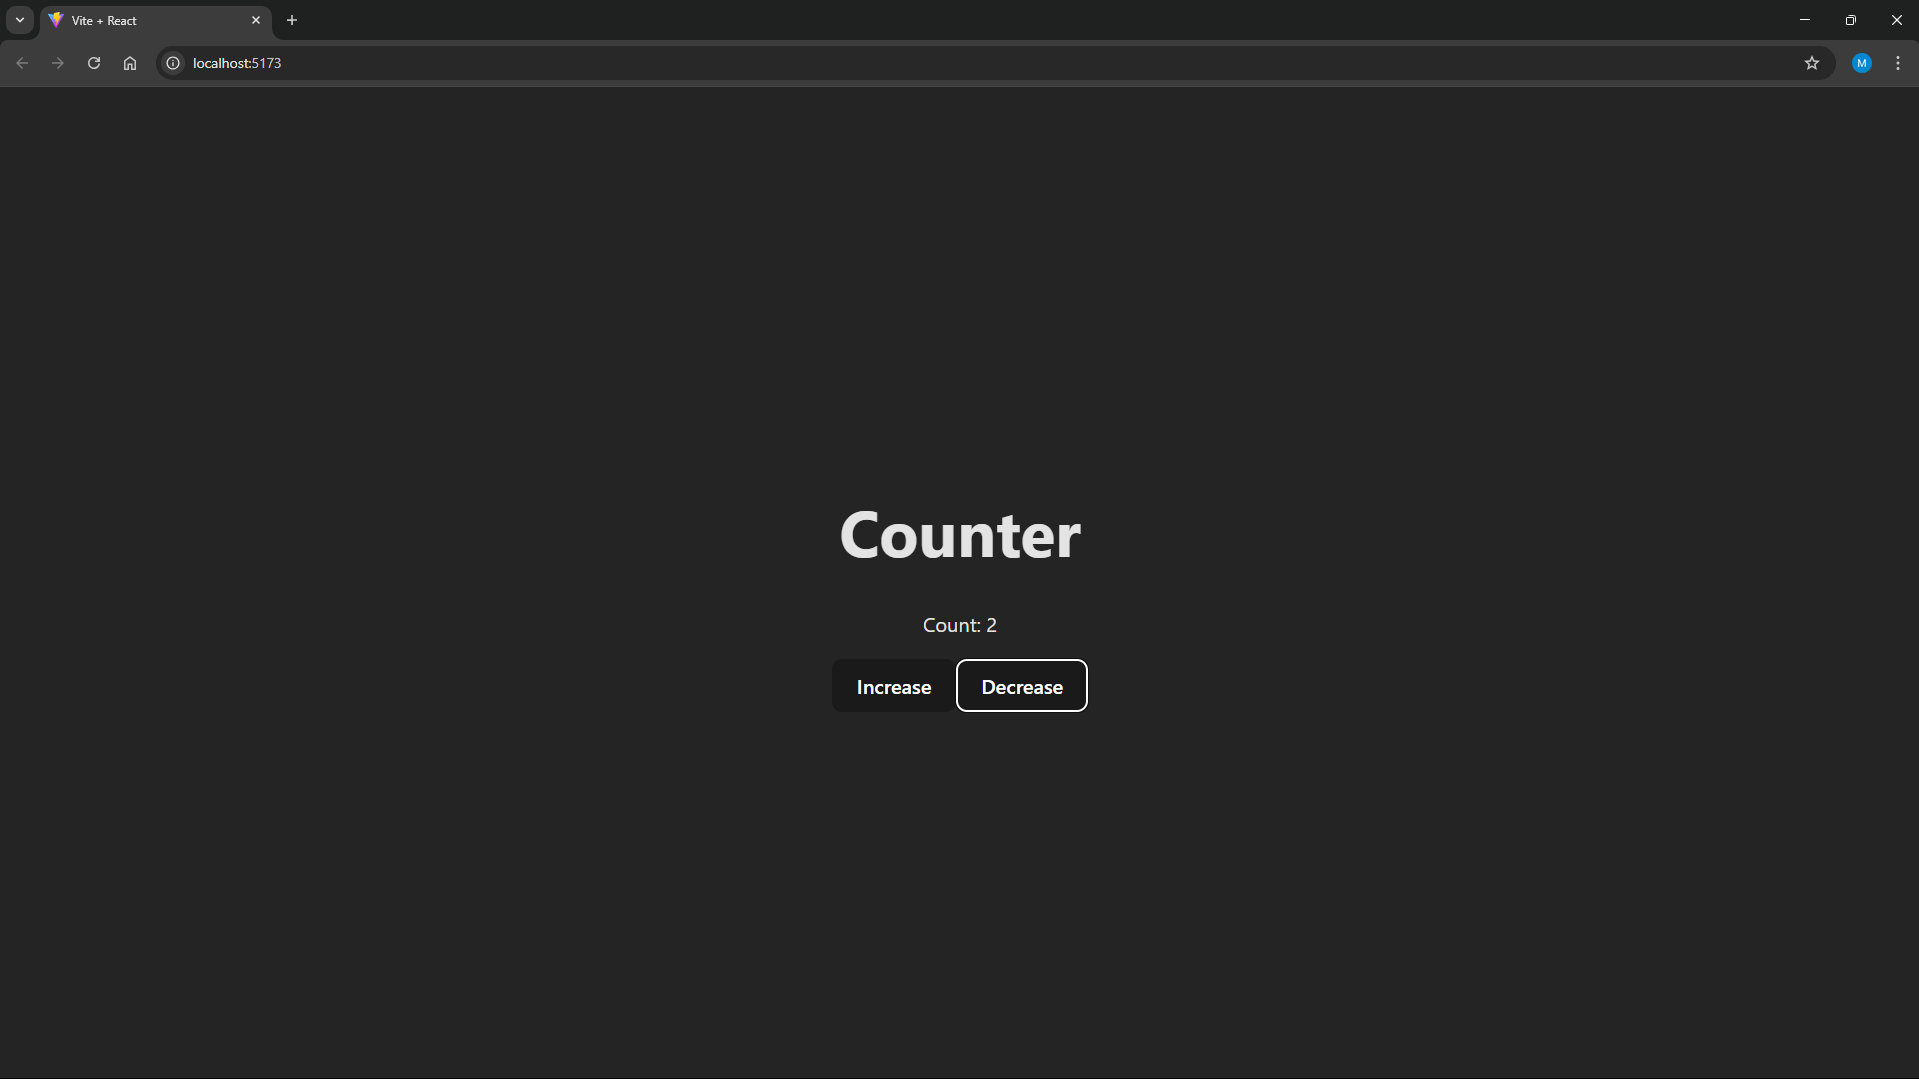 Vite + React
localhost:5173
M
Counter
Count: 2
Increase Decrease